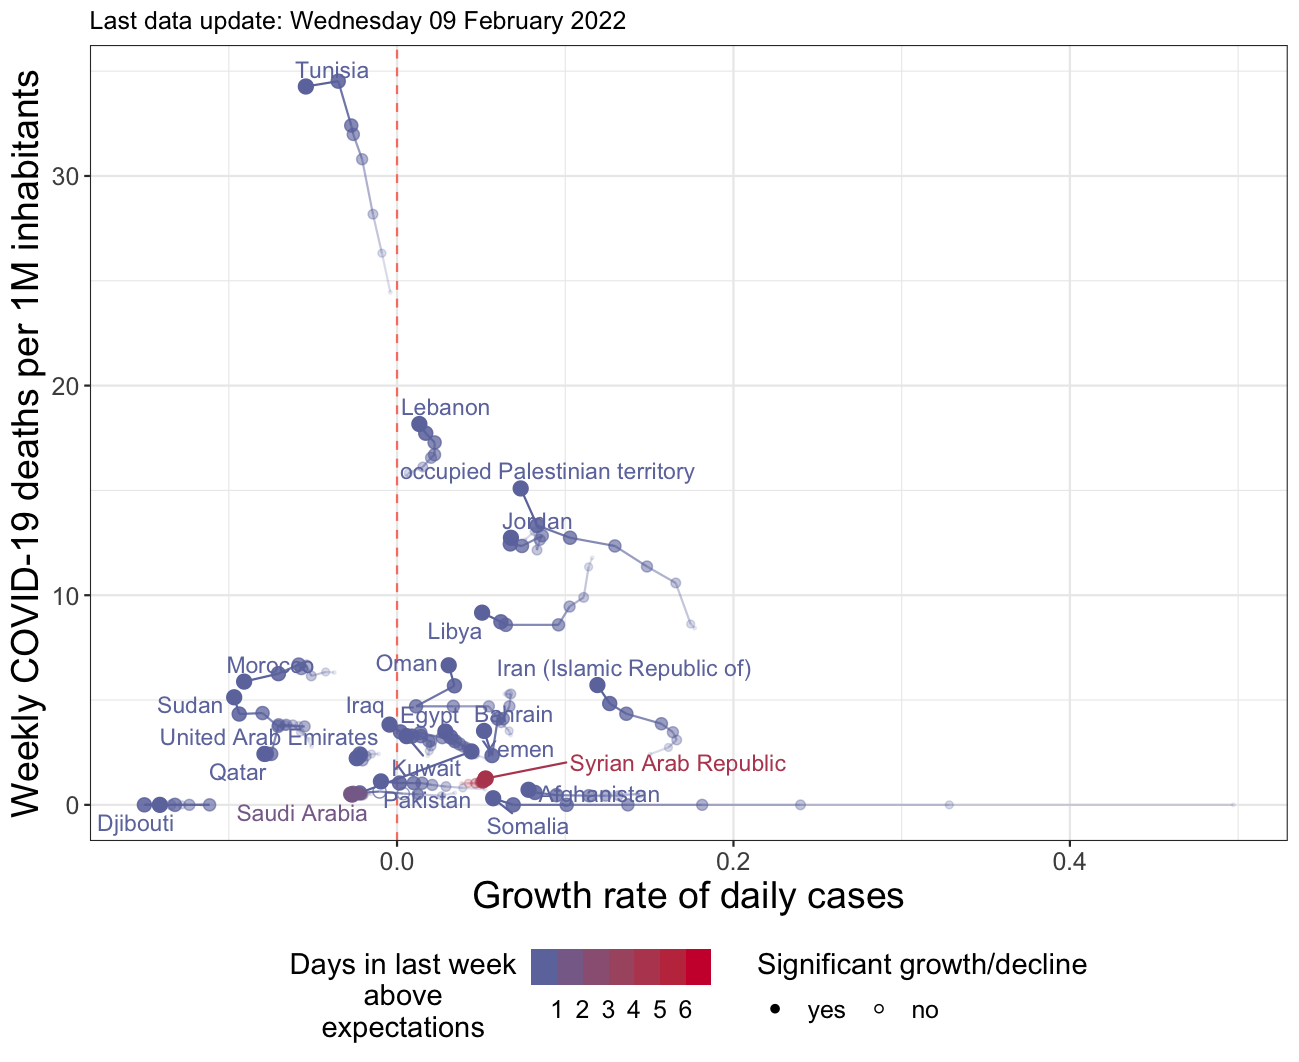 Last data update: Wednesday 09 February 2022
Weekly COVID-19 deaths per 1M inhabitants
30
20
10
0
Tunisia
Lebanon
occupied Palestinian territory
Jordan
Libya
Morocco
Oman
Iran (Islamic Republic of)
Sudan
Iraq
Egypt
Bahrain
United Arab Emirates
Yemen
Qatar
Kuwait
Syrian Arab Republic
Pakistan
Afghanistan
Saudi Arabia
Djibouti
Somalia
0.0 0.2 0.4
Growth rate of daily cases
Days in last week
above
expectations
1 2 3 4 5 6
Significant growth/decline
yes no